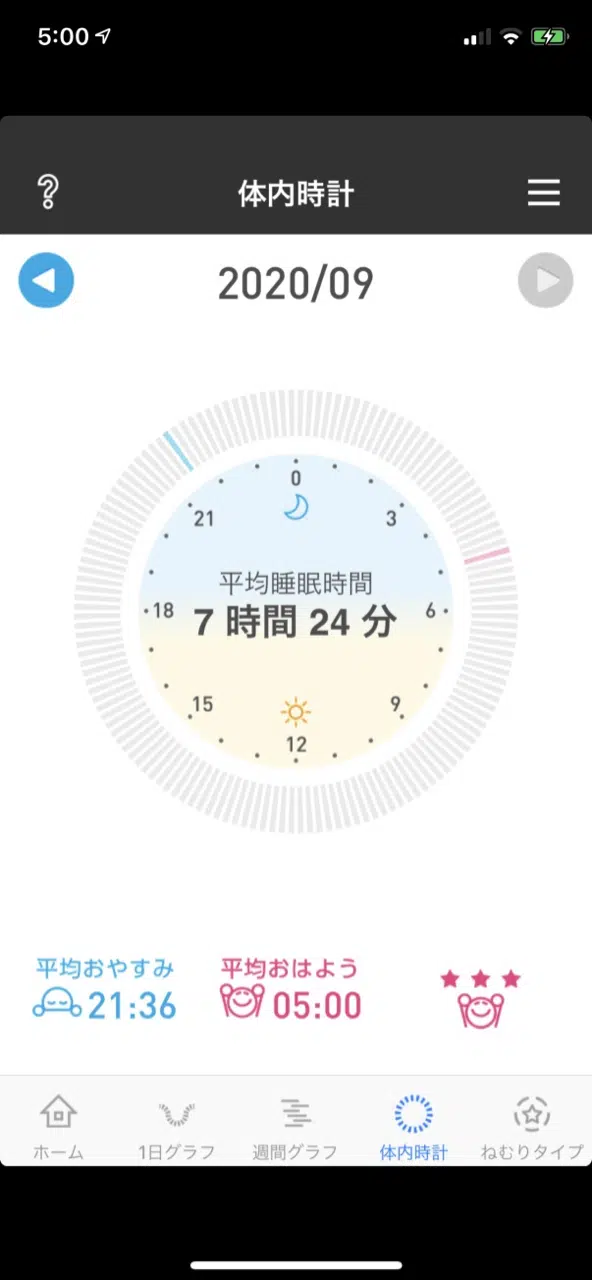 5:00
体内時計
2020/09
0
21
3
平均睡眠時間
18
7 時間 24 分
6
15
9
12
平均おやすみ
平均おはよう
21:36
05:00
ホーム
1日グラフ
週間グラフ
体内時計
ねむりタイプ